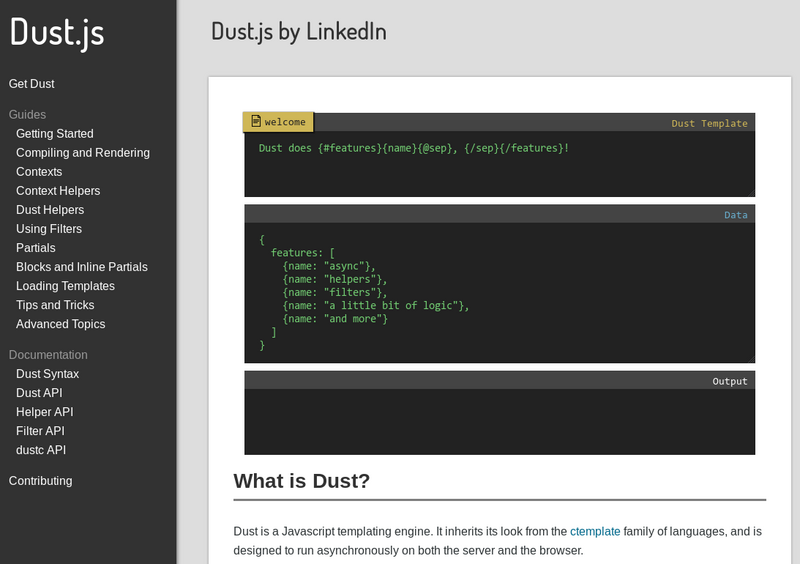 Dust.js
Get Dust
Guides
Getting Started
Compiling and Rendering
Contexts
Context Helpers
Dust Helpers
Using Filters
Partials
Blocks and Inline Partials
Loading Templates
Tips and Tricks
Advanced Topics
Documentation
Dust Syntax
Dust API
Helper API
Filter API
dustc API
Contributing
Dust.js by LinkedIn
welcome
Dust Template
Dust does {#features}{name}{@sep}, {/sep}{/features}!
Data
{
features: [
{name: "async"},
{name: "helpers"},
{name: "filters"},
{name: "a little bit of logic"},
{name: "and more"}
]
}
Output
What is Dust?
Dust is a Javascript templating engine. It inherits its look from the ctemplate family of languages, and is
designed to run asynchronously on both the server and the browser.